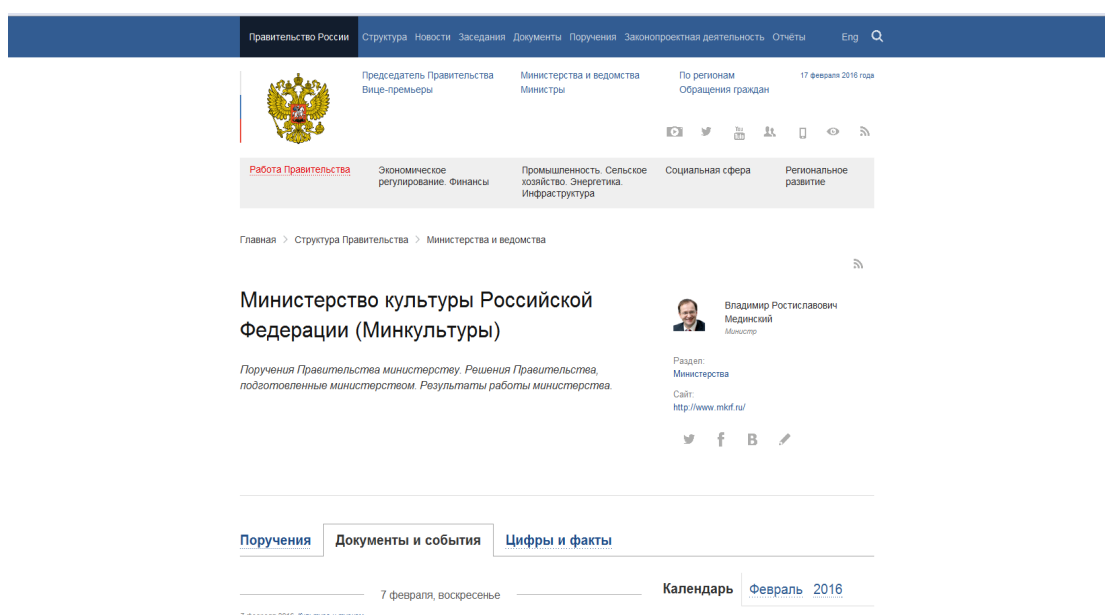 Правительство России Структура Новости Заседания Документы Поручения Законопроектная деятельность Отчёты Eng
Председатель Правительства
Вице-премьеры
Министерства и ведомства
Министры
По регионам
Обращения граждан
17 февраля 2016 года
You
Tube
Работа Правительства
Экономическое
регулирование. Финансы
Промышленность. Сельское
хозяйство. Энергетика.
Инфраструктура
Социальная сфера
Региональное
развитие
Главная > Структура Правительства > Министерства и ведомства
Министерство культуры Российской
Федерации (Минкультуры)
Поручения Правительства министерству. Решения Правительства,
подготовленные министерством. Результаты работы министерства.
Владимир Ростиславович
Мединский
Министр
Раздел:
Министерства
Сайт:
http://www.mkrf.ru/
Поручения Документы и события Цифры и факты
7 февраля, воскресенье
Календарь Февраль 2016